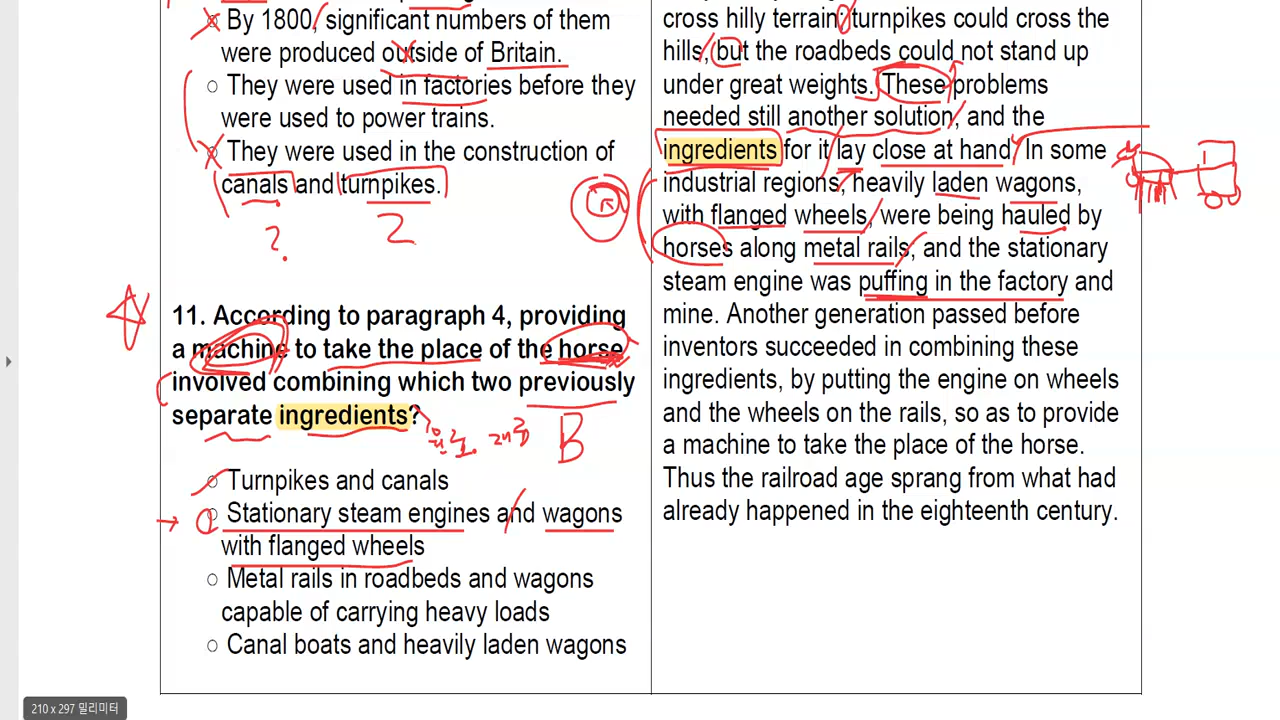 By 1800, significant numbers of them
were produced outside of Britain.
They were used in factories before they
were used to power trains.
They were used in the construction of
canals and turnpikes.
?
2
11. According to paragraph 4, providing
a machine to take the place of the horse
involved combining which two previously
separate ingredients?
원료. 재료
B
Turnpikes and canals
Stationary steam engines and wagons
with flanged wheels
Metal rails in roadbeds and wagons
capable of carrying heavy loads
Canal boats and heavily laden wagons
cross hilly terrain; turnpikes could cross the
hills, but the roadbeds could not stand up
under great weights. These problems
needed still another solution, and the
ingredients for it lay close at hand. In some
industrial regions, heavily laden wagons,
with flanged wheels, were being hauled by
horses along metal rails; and the stationary
steam engine was puffing in the factory and
mine. Another generation passed before
inventors succeeded in combining these
ingredients, by putting the engine on wheels
and the wheels on the rails, so as to provide
a machine to take the place of the horse.
Thus the railroad age sprang from what had
already happened in the eighteenth century.
210 x 297 밀리미터